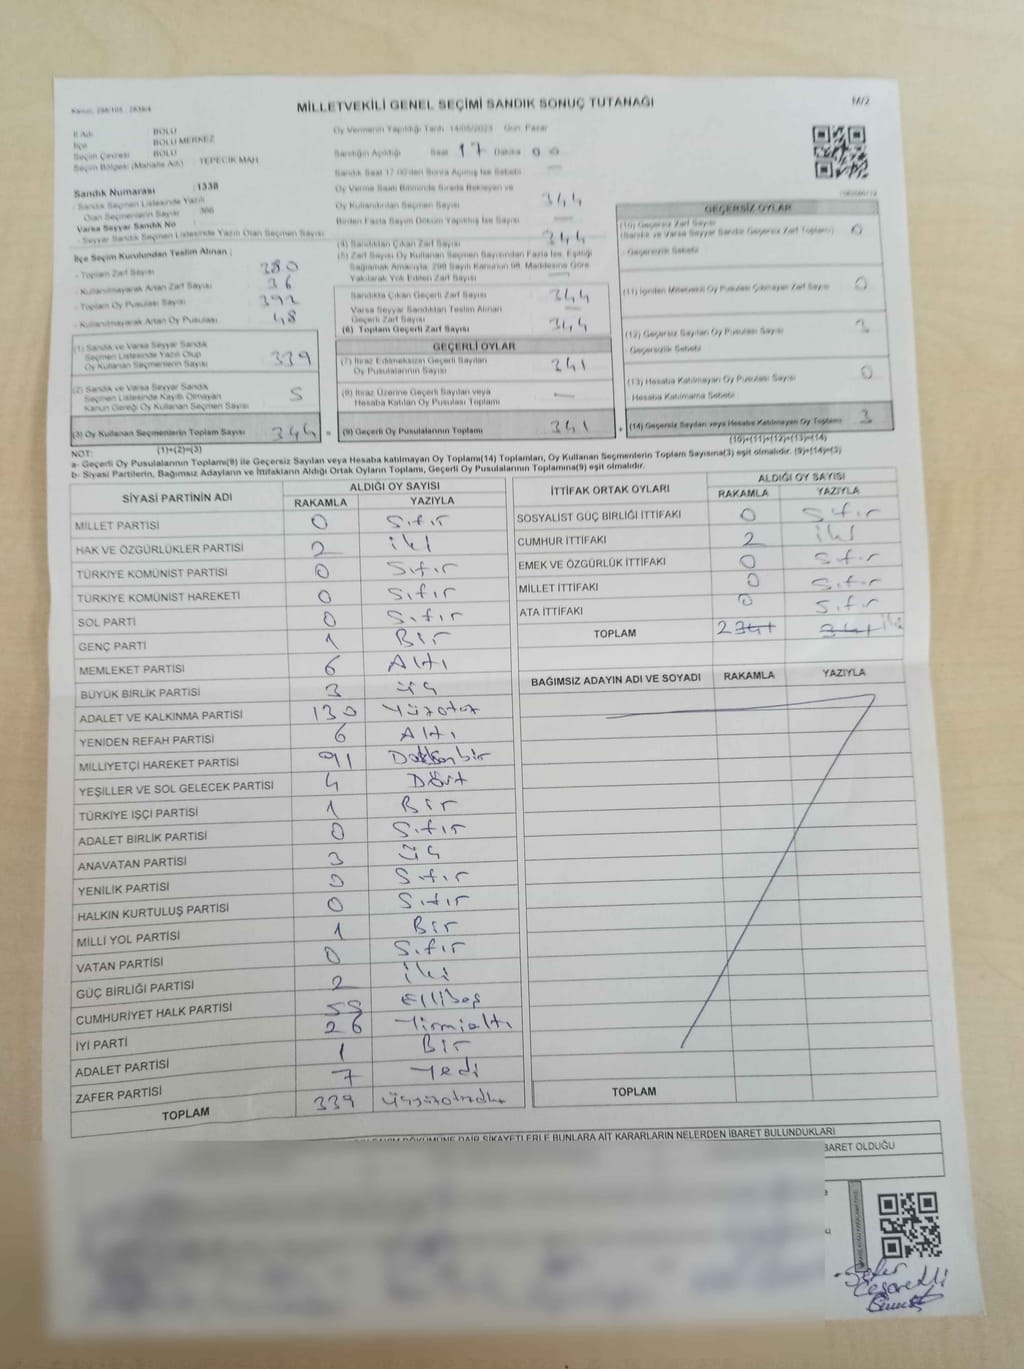 MİLLETVEKİLİ GENEL SEÇİMİ SANDIK SONUÇ TUTANAĞI
M/2
İl Adı BOLU
İlçe BOLU MERKEZ
Seçim Çevresi BOLU
Seçim Bölgesi (Mahalle Adı) TEPECİK MAH
Sandık Numarası :1338
- Sandık Seçmen Listesinde Yazılı
Olan Seçmenlerin Sayısı 366
Varsa Seyyar Sandık No
- Seyyar Sandık Seçmen Listesinde Yazılı Olan Seçmen Sayısı
İlçe Seçim Kurulundan Teslim Alınan ;
- Toplam Zarf Sayısı 380
- Kullanılmayarak Artan Zarf Sayısı 36
- Toplam Oy Pusulası Sayısı 392
- Kullanılmayarak Artan Oy Pusulası 48
(1) Sandık ve Varsa Seyyar Sandık
Seçmen Listesinde Yazılı Olup
Oy Kullanan Seçmenlerin Sayısı 339
(2) Sandık ve Varsa Seyyar Sandık
Seçmen Listesinde Kayıtlı Olmayan
Kanun Gereği Oy Kullanan Seçmen Sayısı 5
(3) Oy Kullanan Seçmenlerin Toplam Sayısı 344
(1)+(2)=(3)
Oy Vermenin Yapıldığı Tarih 14/05/2023 Gün Pazar
Sandığın Açıldığı Saat 17 Dakika 00
Sandık Saat 17.00'den Sonra Açılmış İse Sebebi —
Oy Verme Saati Bitiminde Sırada Bekleyen ve
Oy Kullandırılan Seçmen Sayısı 344
Birden Fazla Sayım Döküm Yapılmış İse Sayısı —
(4) Sandıktan Çıkan Zarf Sayısı 344
(5) Zarf Sayısı Oy Kullanan Seçmen Sayısından Fazla İse, Eşitliği
Sağlamak Amacıyla, 298 Sayılı Kanunun 98. Maddesine Göre
Yakılarak Yok Edilen Zarf Sayısı —
Sandıkta Çıkan Geçerli Zarf Sayısı 344
Varsa Seyyar Sandıktan Teslim Alınan
Geçerli Zarf Sayısı —
(6) Toplam Geçerli Zarf Sayısı 344
GEÇERLİ OYLAR
(7) İtiraz Edilmeksizin Geçerli Sayılan
Oy Pusulalarının Sayısı 341
(8) İtiraz Üzerine Geçerli Sayılan veya
Hesaba Katılan Oy Pusulası Toplamı —
(9) Geçerli Oy Pusulalarının Toplamı 341
GEÇERSİZ OYLAR
(10) Geçersiz Zarf Sayısı
(Sandık ve Varsa Seyyar Sandık Geçersiz Zarf Toplamı) 0
- Geçersizlik Sebebi
(11) İçinden Milletvekili Oy Pusulası Çıkmayan Zarf Sayısı 0
(12) Geçersiz Sayılan Oy Pusulası Sayısı
- Geçersizlik Sebebi
(13) Hesaba Katılmayan Oy Pusulası Sayısı 0
- Hesaba Katılmama Sebebi
(14) Geçersiz Sayılan veya Hesaba Katılmayan Oy Toplamı 3
(10)+(11)+(12)+(13)=(14)
NOT:
a- Geçerli Oy Pusulalarının Toplamı(9) ile Geçersiz Sayılan veya Hesaba katılmayan Oy Toplamı(14) Toplamları, Oy Kullanan Seçmenlerin Toplam Sayısına(3) eşit olmalıdır. (9)+(14)=(3)
b- Siyasi Partilerin, Bağımsız Adayların ve İttifakların Aldığı Ortak Oyların Toplamı, Geçerli Oy Pusulalarının Toplamına(9) eşit olmalıdır.
SİYASİ PARTİNİN ADI ALDIĞI OY SAYISI
RAKAMLA YAZIYLA
MİLLET PARTİSİ 0 Sıfır
HAK VE ÖZGÜRLÜKLER PARTİSİ 2 iki
TÜRKİYE KOMÜNİST PARTİSİ 0 Sıfır
TÜRKİYE KOMÜNİST HAREKETİ 0 Sıfır
SOL PARTİ 0 Sıfır
GENÇ PARTİ 1 Bir
MEMLEKET PARTİSİ 6 Altı
BÜYÜK BİRLİK PARTİSİ 3 üç
ADALET VE KALKINMA PARTİSİ 130 Yüzotuz
YENİDEN REFAH PARTİSİ 6 Altı
MİLLİYETÇİ HAREKET PARTİSİ 91 Doksanbir
YEŞİLLER VE SOL GELECEK PARTİSİ 4 Dört
TÜRKİYE İŞÇİ PARTİSİ 1 Bir
ADALET BİRLİK PARTİSİ 0 Sıfır
ANAVATAN PARTİSİ 3 üç
YENİLİK PARTİSİ 0 Sıfır
HALKIN KURTULUŞ PARTİSİ 0 Sıfır
MİLLİ YOL PARTİSİ 1 Bir
VATAN PARTİSİ 0 Sıfır
GÜÇ BİRLİĞİ PARTİSİ 2 iki
CUMHURİYET HALK PARTİSİ 55 Ellibeş
İYİ PARTİ 26 Yirmialtı
ADALET PARTİSİ 1 Bir
ZAFER PARTİSİ 7 Yedi
TOPLAM 339
İTTİFAK ORTAK OYLARI ALDIĞI OY SAYISI
RAKAMLA YAZIYLA
SOSYALİST GÜÇ BİRLİĞİ İTTİFAKI 0 Sıfır
CUMHUR İTTİFAKI 2 iki
EMEK VE ÖZGÜRLÜK İTTİFAKI 0 Sıfır
MİLLET İTTİFAKI 0 Sıfır
ATA İTTİFAKI 0 Sıfır
TOPLAM 2 341 341 iki
BAĞIMSIZ ADAYIN ADI VE SOYADI RAKAMLA YAZIYLA
TOPLAM
DÖKÜMÜNE DAİR ŞİKAYETLERLE BUNLARA AİT KARARLARIN NELERDEN İBARET BULUNDUKLARI
BARET OLDUĞU